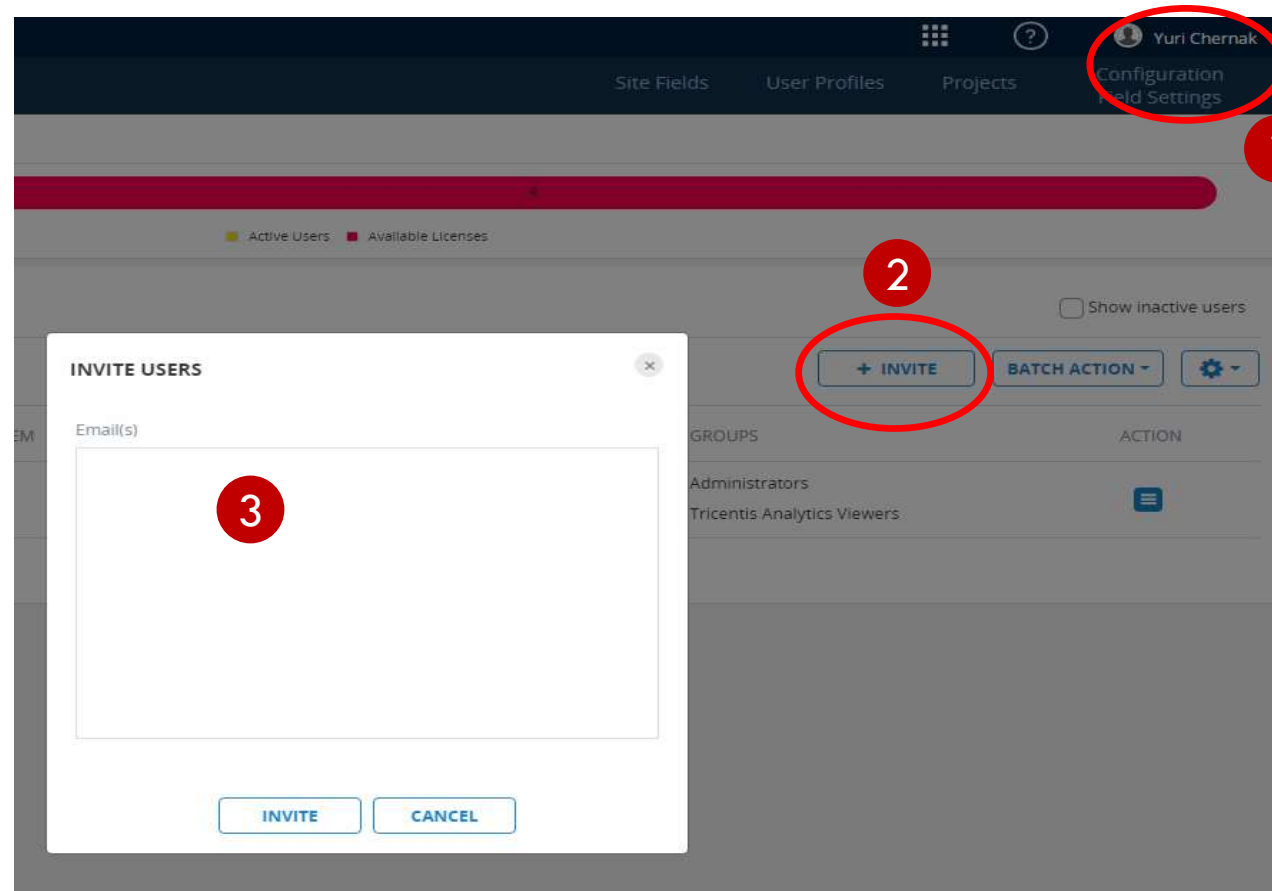 Yuri Chernak
Site Fields
User Profiles
Projects
Configuration
Field Settings
Active Users
Available Licenses
2
Show inactive users
INVITE USERS
+ INVITE
BATCH ACTION
Email(s)
GROUPS
ACTION
3
Administrators
Tricentis Analytics Viewers
INVITE
CANCEL